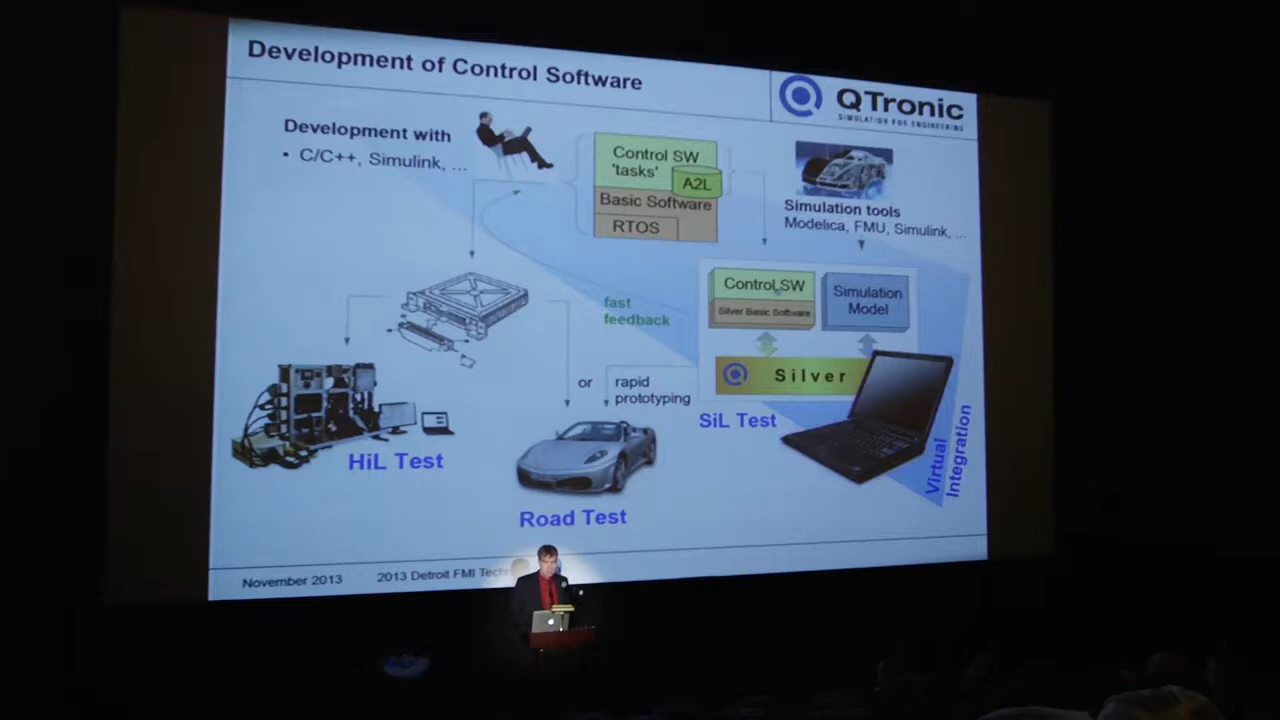 Development of Control Software
QTronic
SIMULATION FOR ENGINEERING
Development with
• C/C++, Simulink, ...
Control SW
'tasks'
A2L
Basic Software
RTOS
Simulation tools
Modelica, FMU, Simulink, ...
Control SW
Silver Basic Software
Simulation
Model
fast
feedback
Silver
or
rapid
prototyping
SiL Test
HiL Test
Road Test
Virtual
Integration
November 2013
2013 Detroit FMI Tech